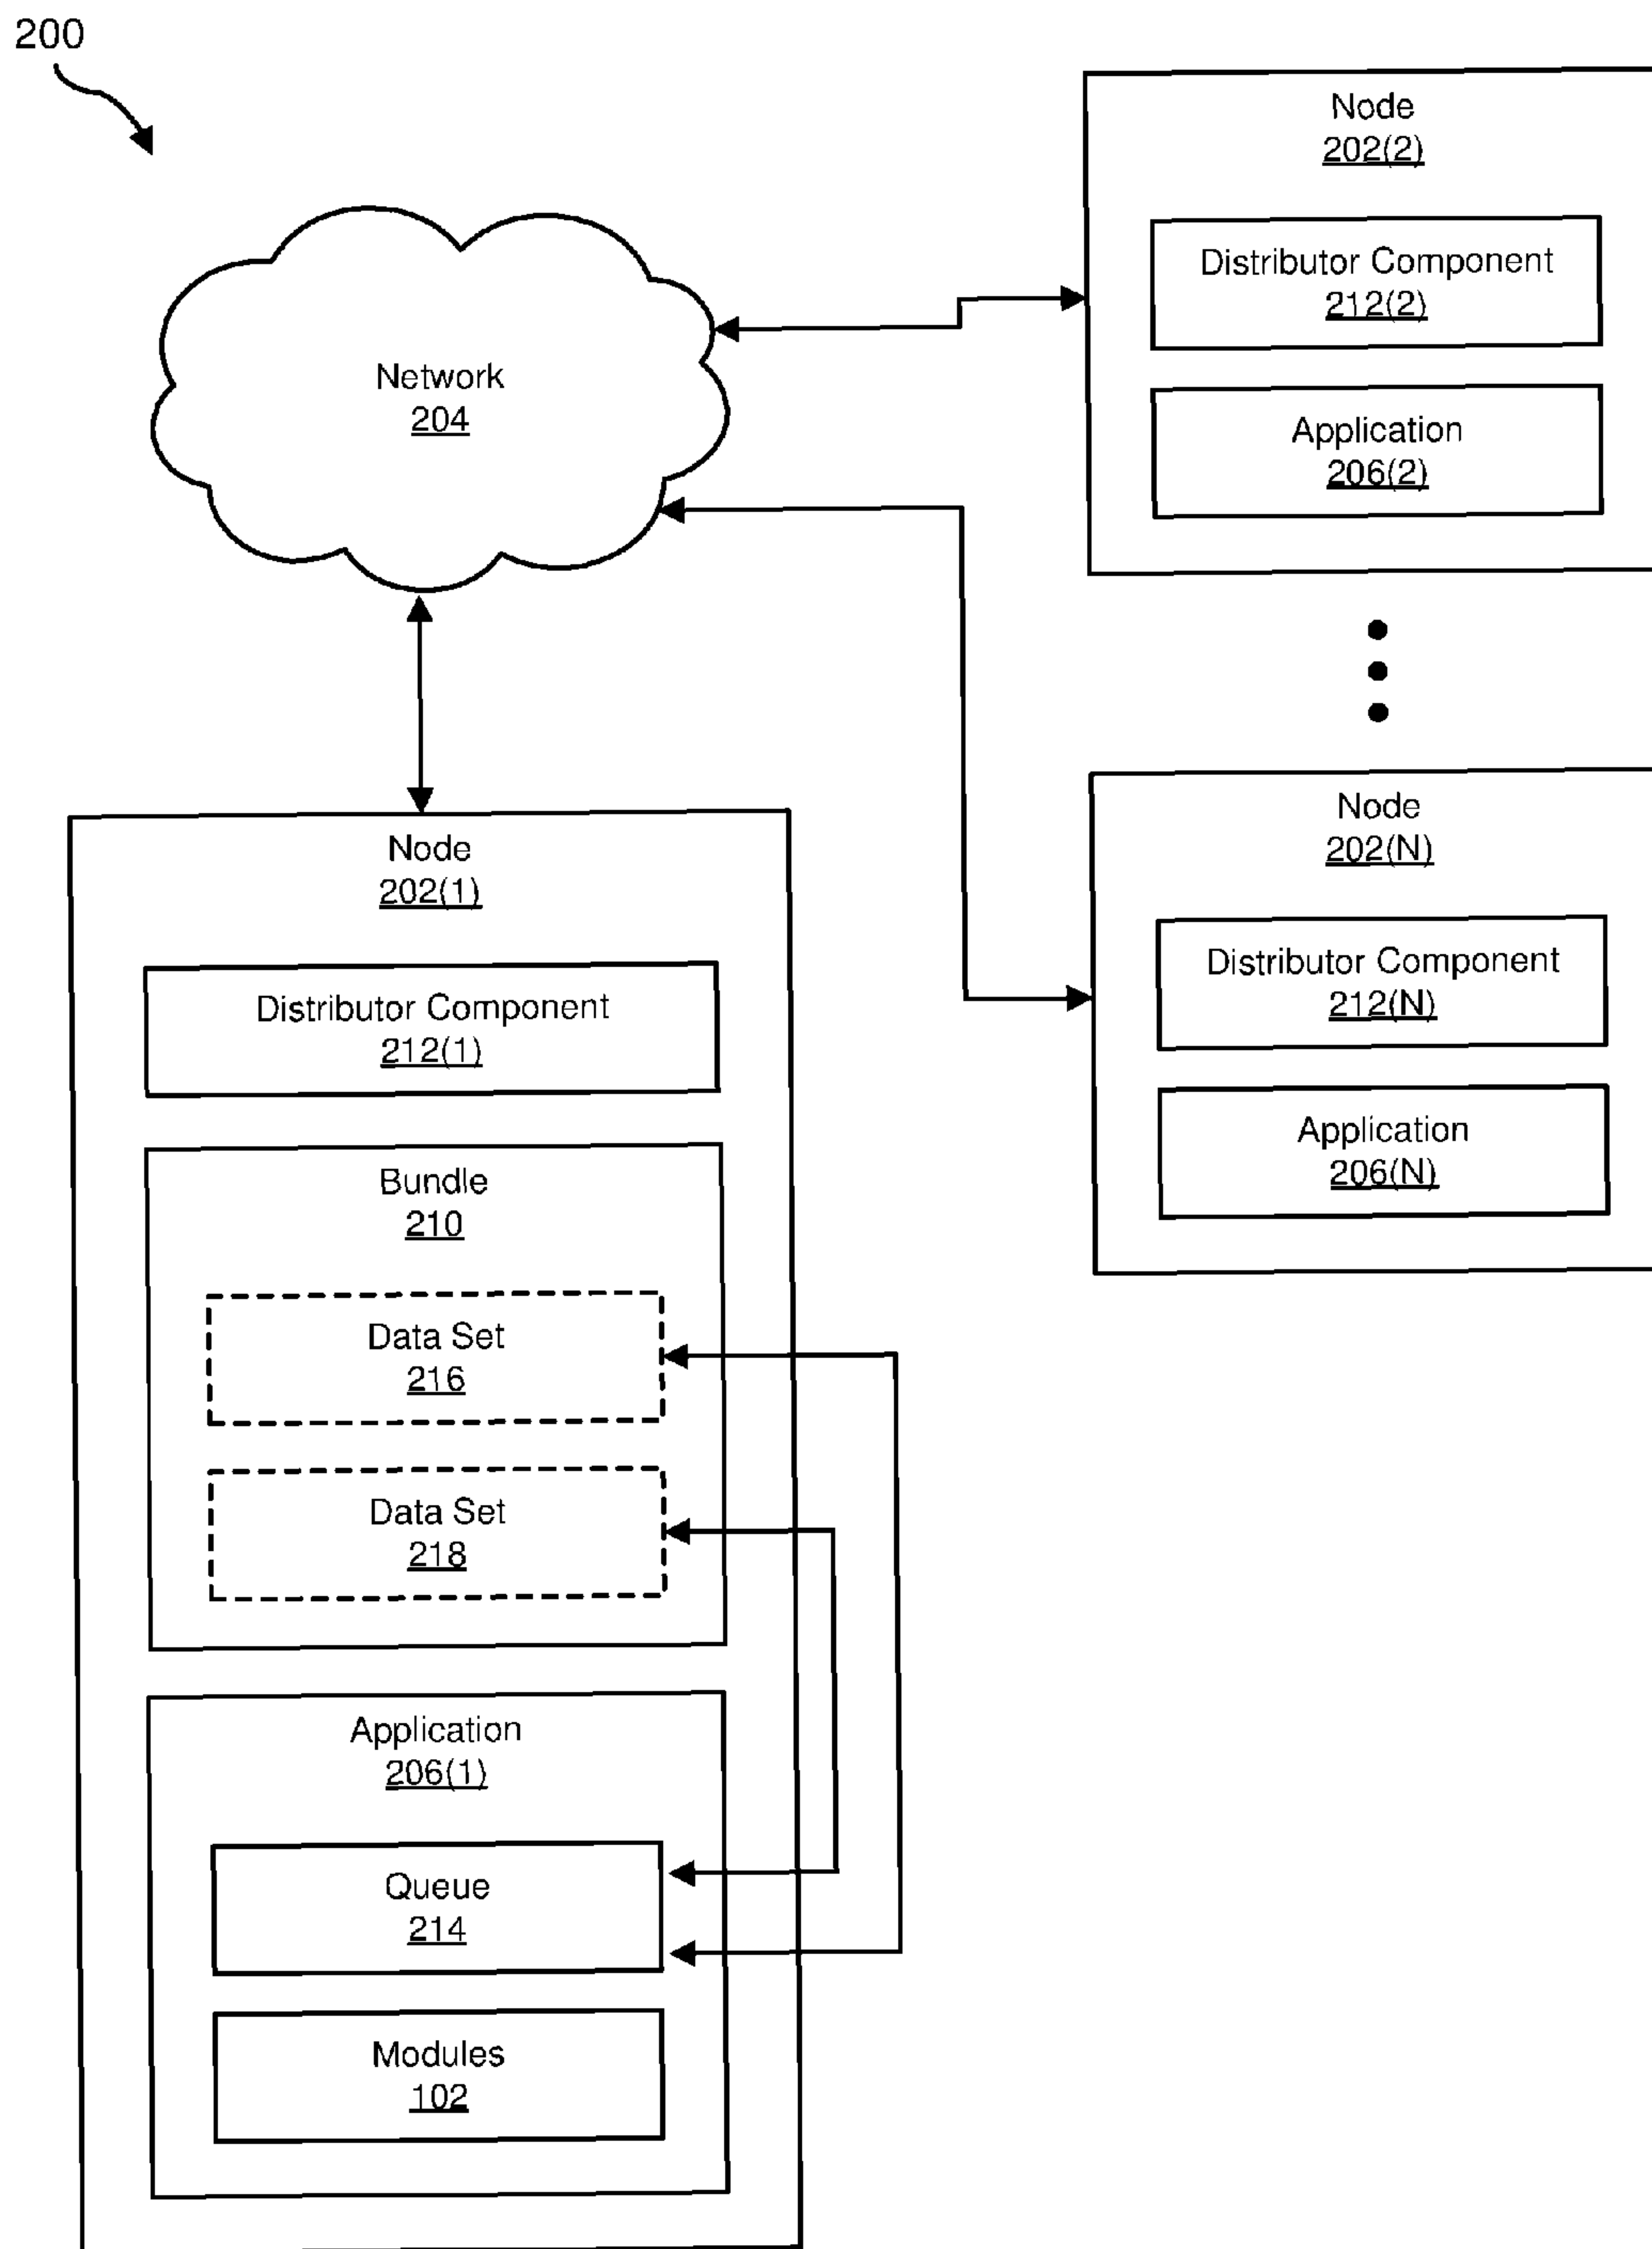 200
Network
204
Node
202(2)
Distributor Component
212(2)
Application
206(2)
Node
202(N)
Distributor Component
212(N)
Application
206(N)
Node
202(1)
Distributor Component
212(1)
Bundle
210
Data Set
216
Data Set
218
Application
206(1)
Queue
214
Modules
102